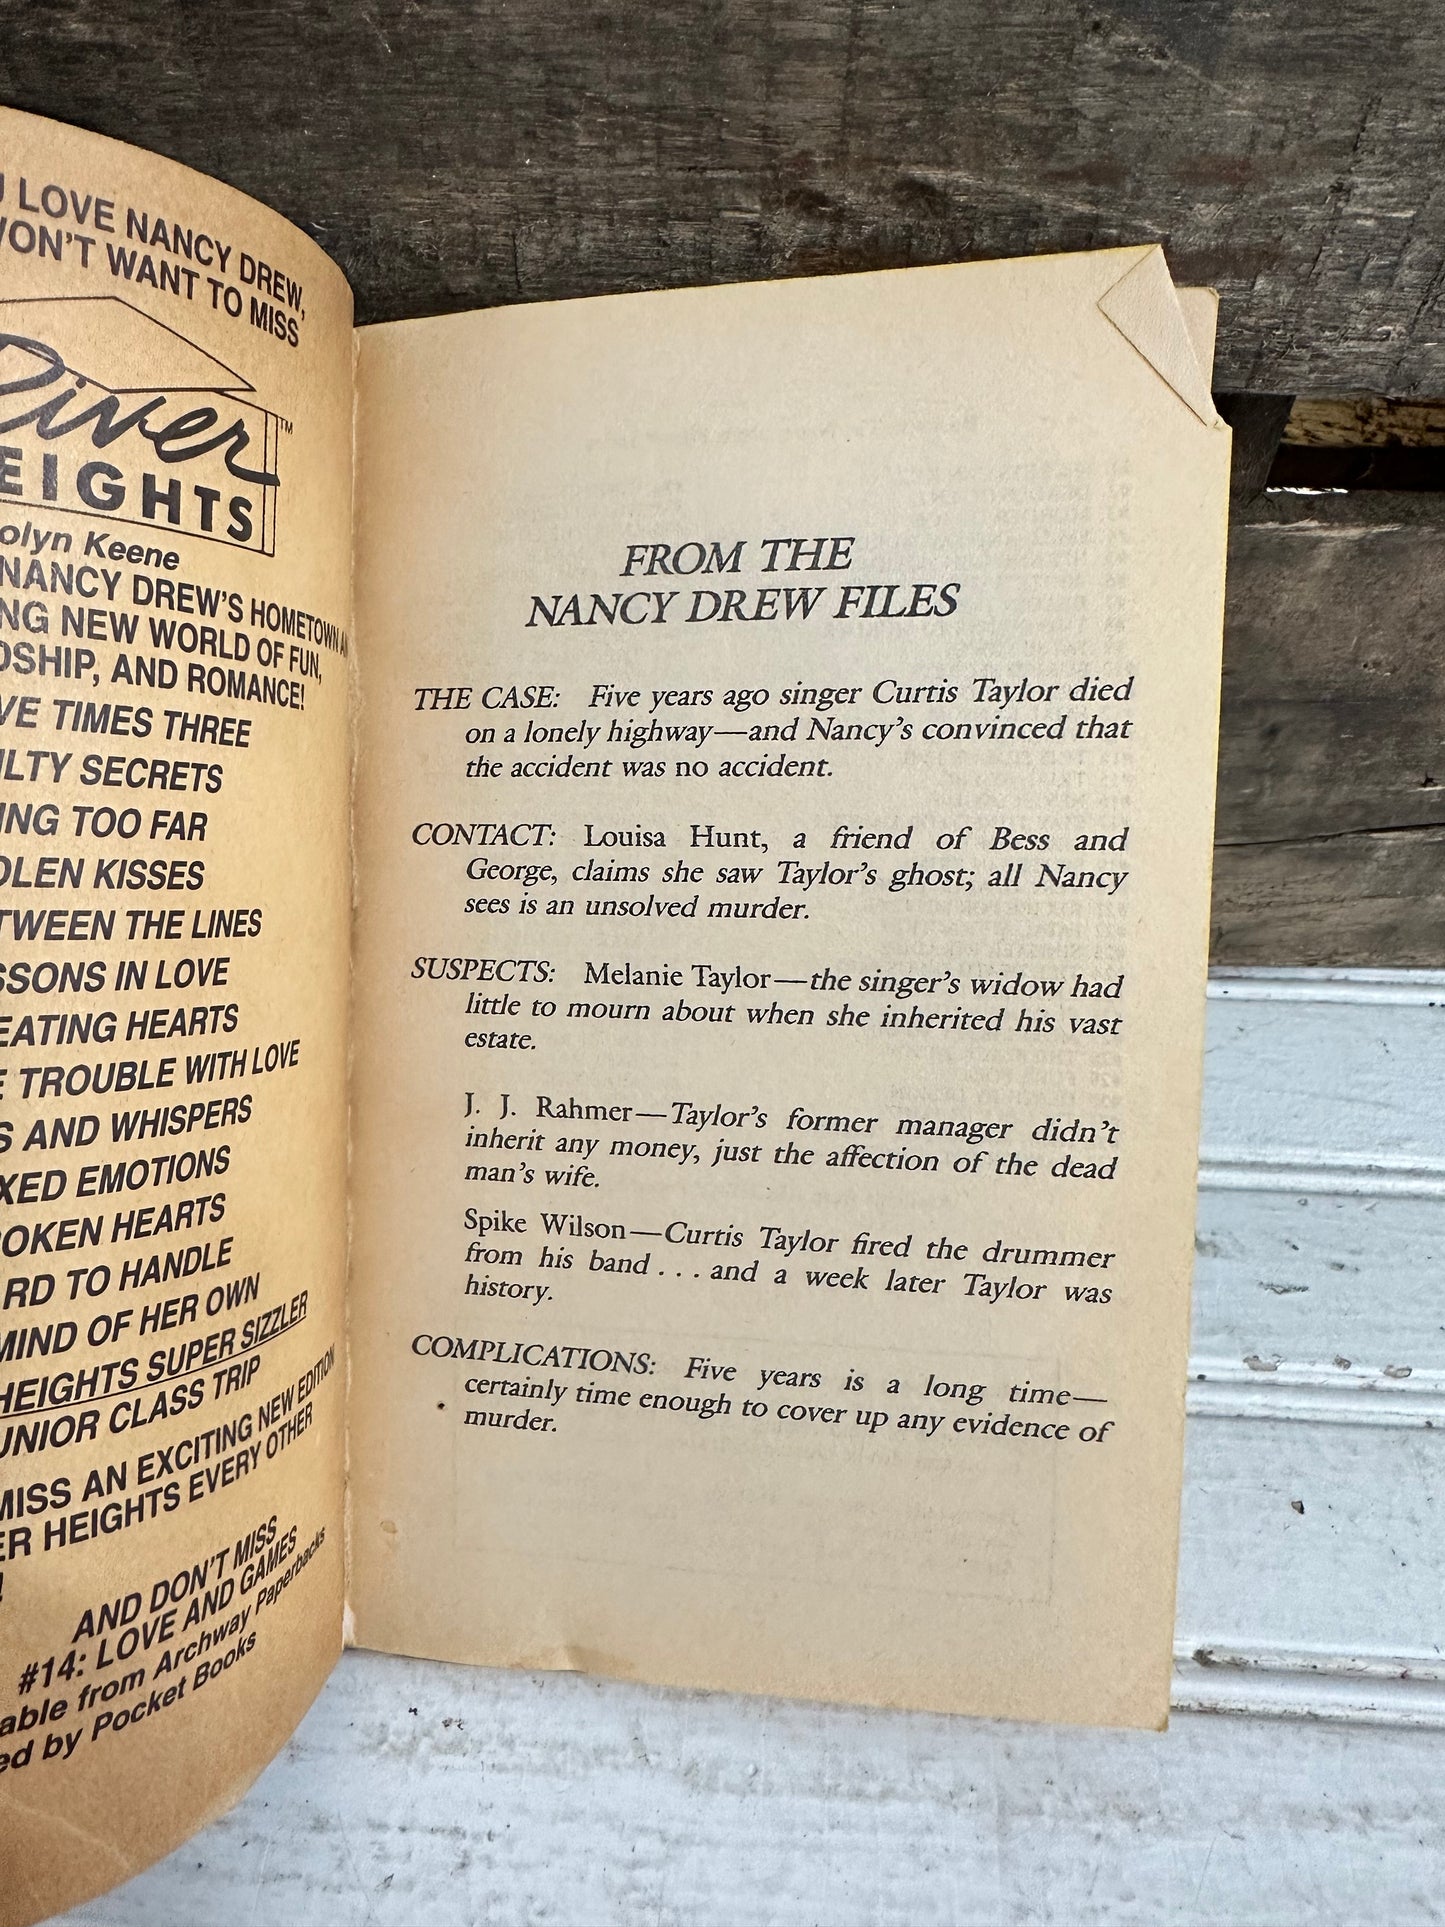 LOVE NANCY DREW,
WON'T WANT TO MISS
River
EIGHTS
TM
olyn Keene
NANCY DREW'S HOMETOWN
NG NEW WORLD OF FUN,
DSHIP, AND ROMANCE!
VE TIMES THREE
ILTY SECRETS
ING TOO FAR
OLEN KISSES
TWEEN THE LINES
SSONS IN LOVE
EATING HEARTS
E TROUBLE WITH LOVE
S AND WHISPERS
XED EMOTIONS
OKEN HEARTS
RD TO HANDLE
MIND OF HER OWN
HEIGHTS SUPER SIZZLER
UNIOR CLASS TRIP
MISS AN EXCITING NEW EDITION
ER HEIGHTS EVERY OTHER
!
AND DON'T MISS
#14: LOVE AND GAMES
able from Archway Paperbacks
ed by Pocket Books
FROM THE
NANCY DREW FILES
THE CASE: Five years ago singer Curtis Taylor died
on a lonely highway—and Nancy's convinced that
the accident was no accident.
CONTACT: Louisa Hunt, a friend of Bess and
George, claims she saw Taylor's ghost; all Nancy
sees is an unsolved murder.
SUSPECTS: Melanie Taylor—the singer's widow had
little to mourn about when she inherited his vast
estate.
J. J. Rahmer—Taylor's former manager didn't
inherit any money, just the affection of the dead
man's wife.
Spike Wilson—Curtis Taylor fired the drummer
from his band . . . and a week later Taylor was
history.
COMPLICATIONS: Five years is a long time—
certainly time enough to cover up any evidence of
murder.